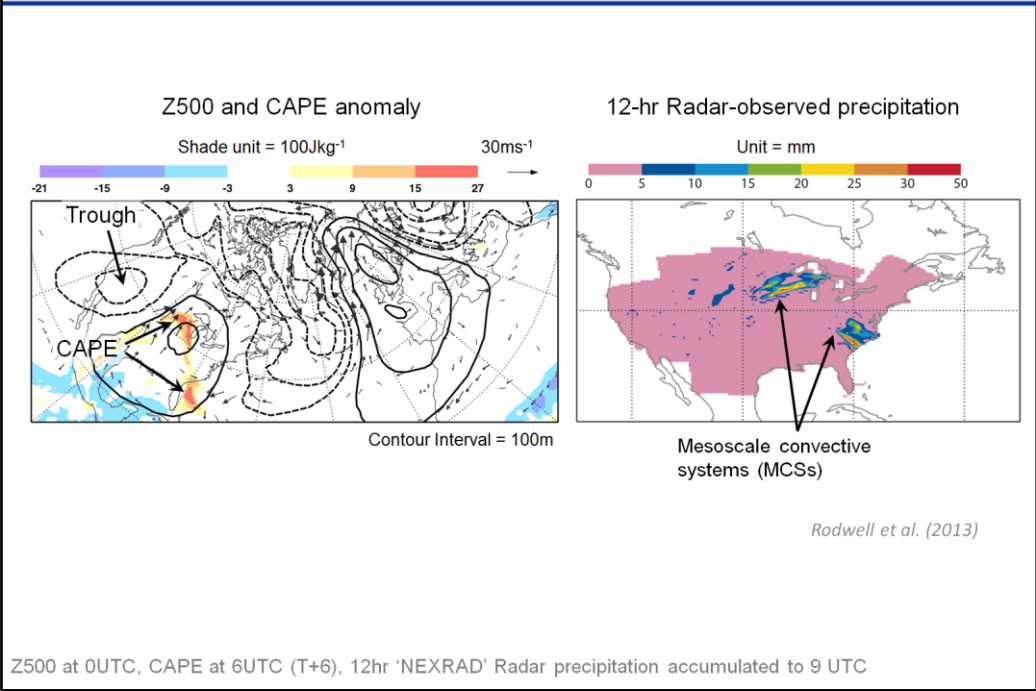 Z500 and CAPE anomaly
Shade unit = 100Jkg-1
30ms-1
-21 -15 -9 -3 3 9 15 27
Trough
CAPE
Contour Interval = 100m
12-hr Radar-observed precipitation
Unit = mm
0 5 10 15 20 25 30 50
Mesoscale convective
systems (MCSs)
Rodwell et al. (2013)
Z500 at 0UTC, CAPE at 6UTC (T+6), 12hr ‘NEXRAD’ Radar precipitation accumulated to 9 UTC